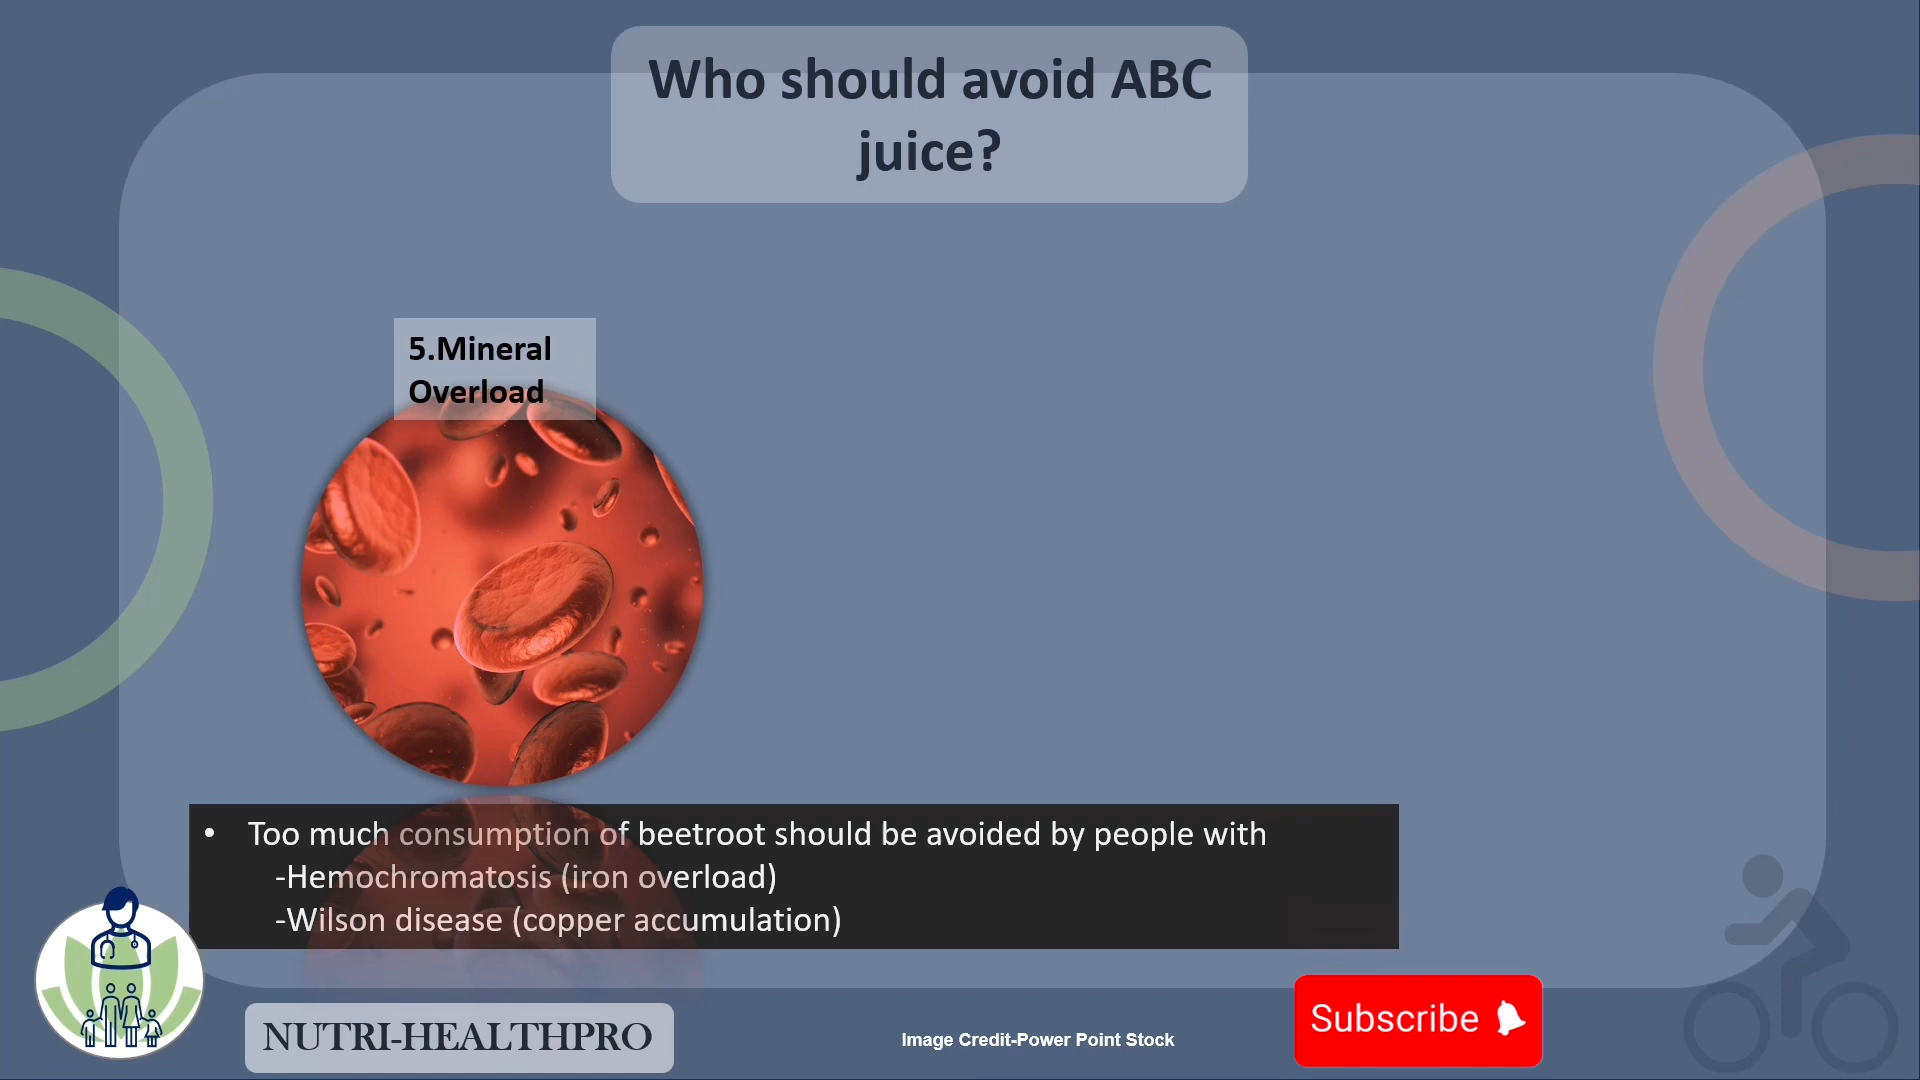 Who should avoid ABC
juice?
5.Mineral
Overload
• Too much consumption of beetroot should be avoided by people with
-Hemochromatosis (iron overload)
-Wilson disease (copper accumulation)
NUTRI-HEALTHPRO
Image Credit-Power Point Stock
Subscribe